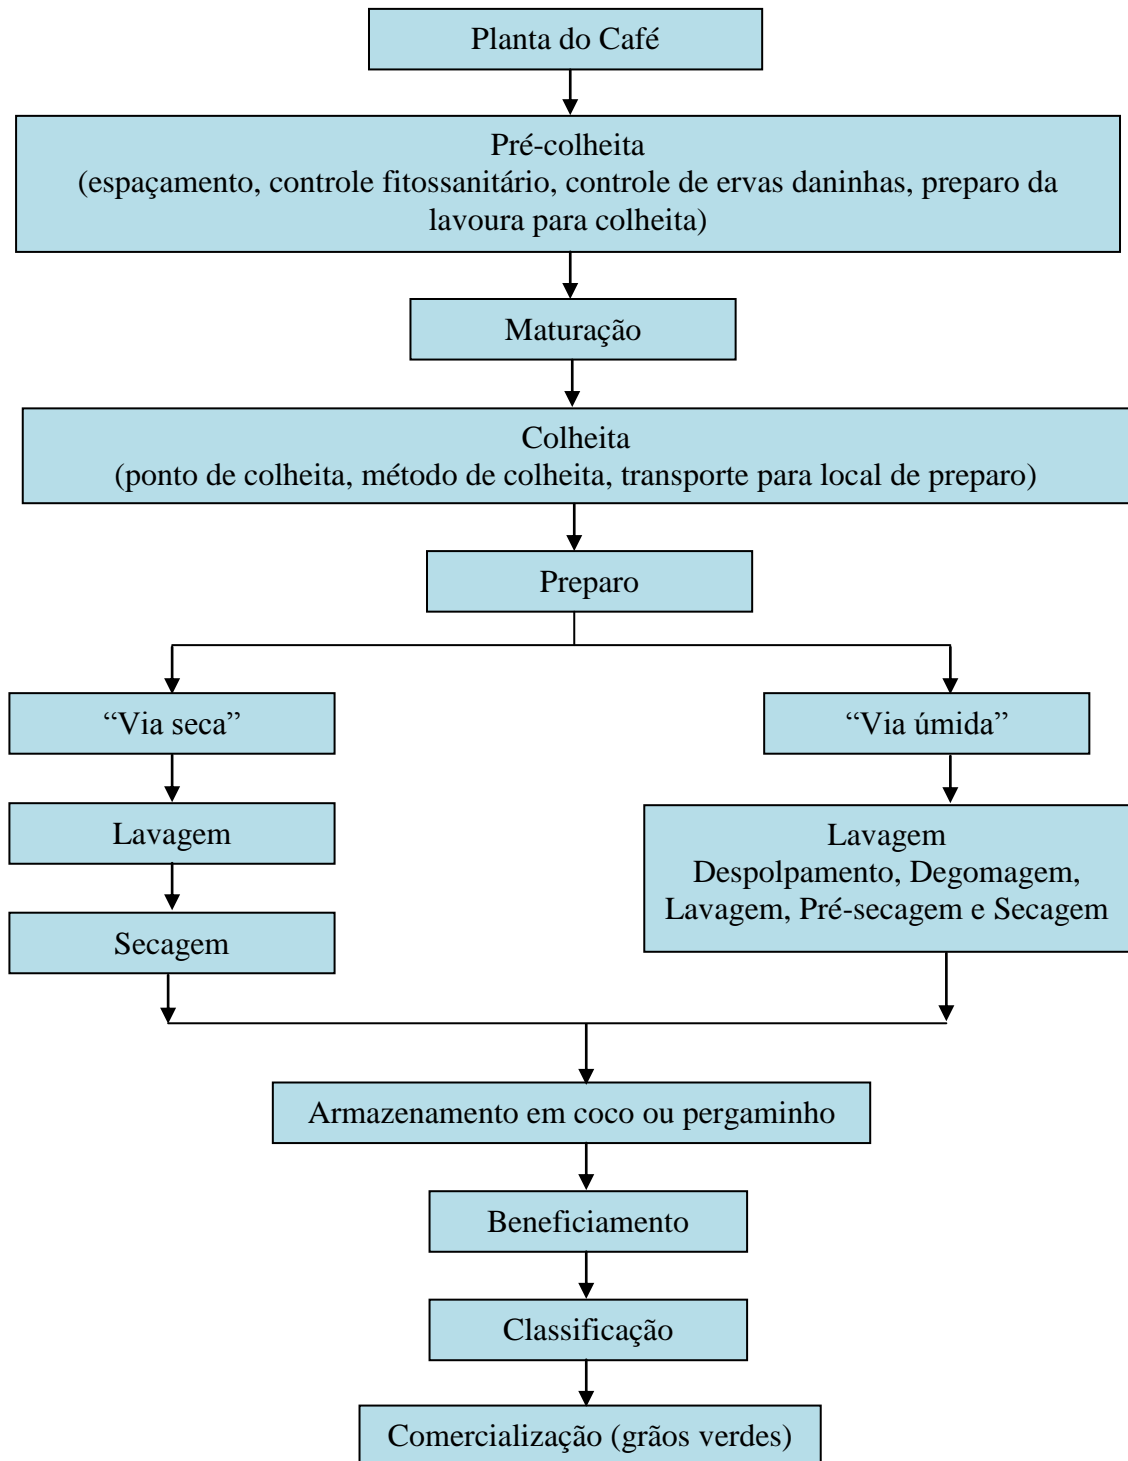 Planta do Café
Pré-colheita
(espaçamento, controle fitossanitário, controle de ervas daninhas, preparo da
lavoura para colheita)
Maturação
Colheita
(ponto de colheita, método de colheita, transporte para local de preparo)
Preparo
“Via seca”
“Via úmida”
Lavagem
Lavagem
Despolpamento, Degomagem,
Lavagem, Pré-secagem e Secagem
Secagem
Armazenamento em coco ou pergaminho
Beneficiamento
Classificação
Comercialização (grãos verdes)